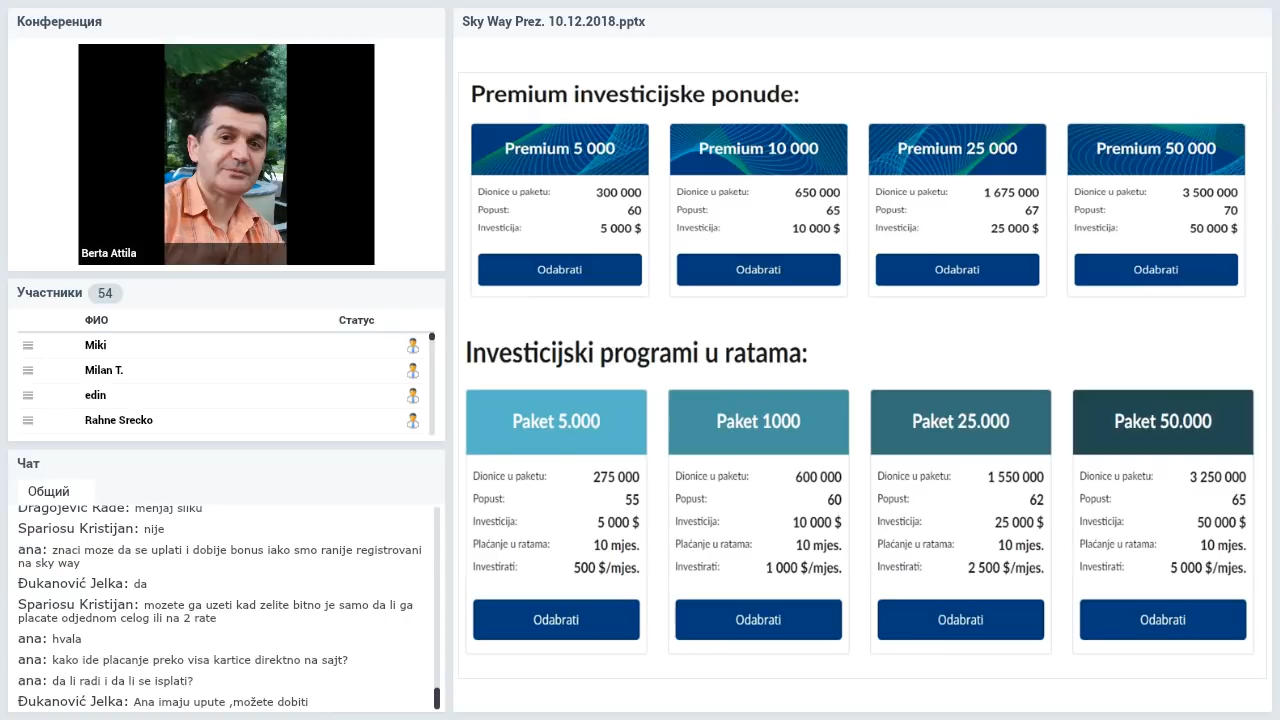 Конференция
Berta Attila
Участники 54
ФИО Статус
Miki
Milan T.
edin
Rahne Srecko
Чат
Общий
Dragojević Rade: menjaj sliku
Spariosu Kristijan: nije
ana: znaci moze da se uplati i dobije bonus iako smo ranije registrovani
na sky way
Đukanović Jelka: da
Spariosu Kristijan: mozete ga uzeti kad zelite bitno je samo da li ga
placate odjednom celog ili na 2 rate
ana: hvala
ana: kako ide placanje preko visa kartice direktno na sajt?
ana: da li radi i da li se isplati?
Đukanović Jelka: Ana imaju upute ,možete dobiti
Sky Way Prez. 10.12.2018.pptx
Premium investicijske ponude:
Premium 5 000
Dionice u paketu: 300 000
Popust: 60
Investicija: 5 000 $
Odabrati
Premium 10 000
Dionice u paketu: 650 000
Popust: 65
Investicija: 10 000 $
Odabrati
Premium 25 000
Dionice u paketu: 1 675 000
Popust: 67
Investicija: 25 000 $
Odabrati
Premium 50 000
Dionice u paketu: 3 500 000
Popust: 70
Investicija: 50 000 $
Odabrati
Investicijski programi u ratama:
Paket 5.000
Dionice u paketu: 275 000
Popust: 55
Investicija: 5 000 $
Plaćanje u ratama: 10 mjes.
Investirati: 500 $/mjes.
Odabrati
Paket 1000
Dionice u paketu: 600 000
Popust: 60
Investicija: 10 000 $
Plaćanje u ratama: 10 mjes.
Investirati: 1 000 $/mjes.
Odabrati
Paket 25.000
Dionice u paketu: 1 550 000
Popust: 62
Investicija: 25 000 $
Plaćanje u ratama: 10 mjes.
Investirati: 2 500 $/mjes.
Odabrati
Paket 50.000
Dionice u paketu: 3 250 000
Popust: 65
Investicija: 50 000 $
Plaćanje u ratama: 10 mjes.
Investirati: 5 000 $/mjes.
Odabrati